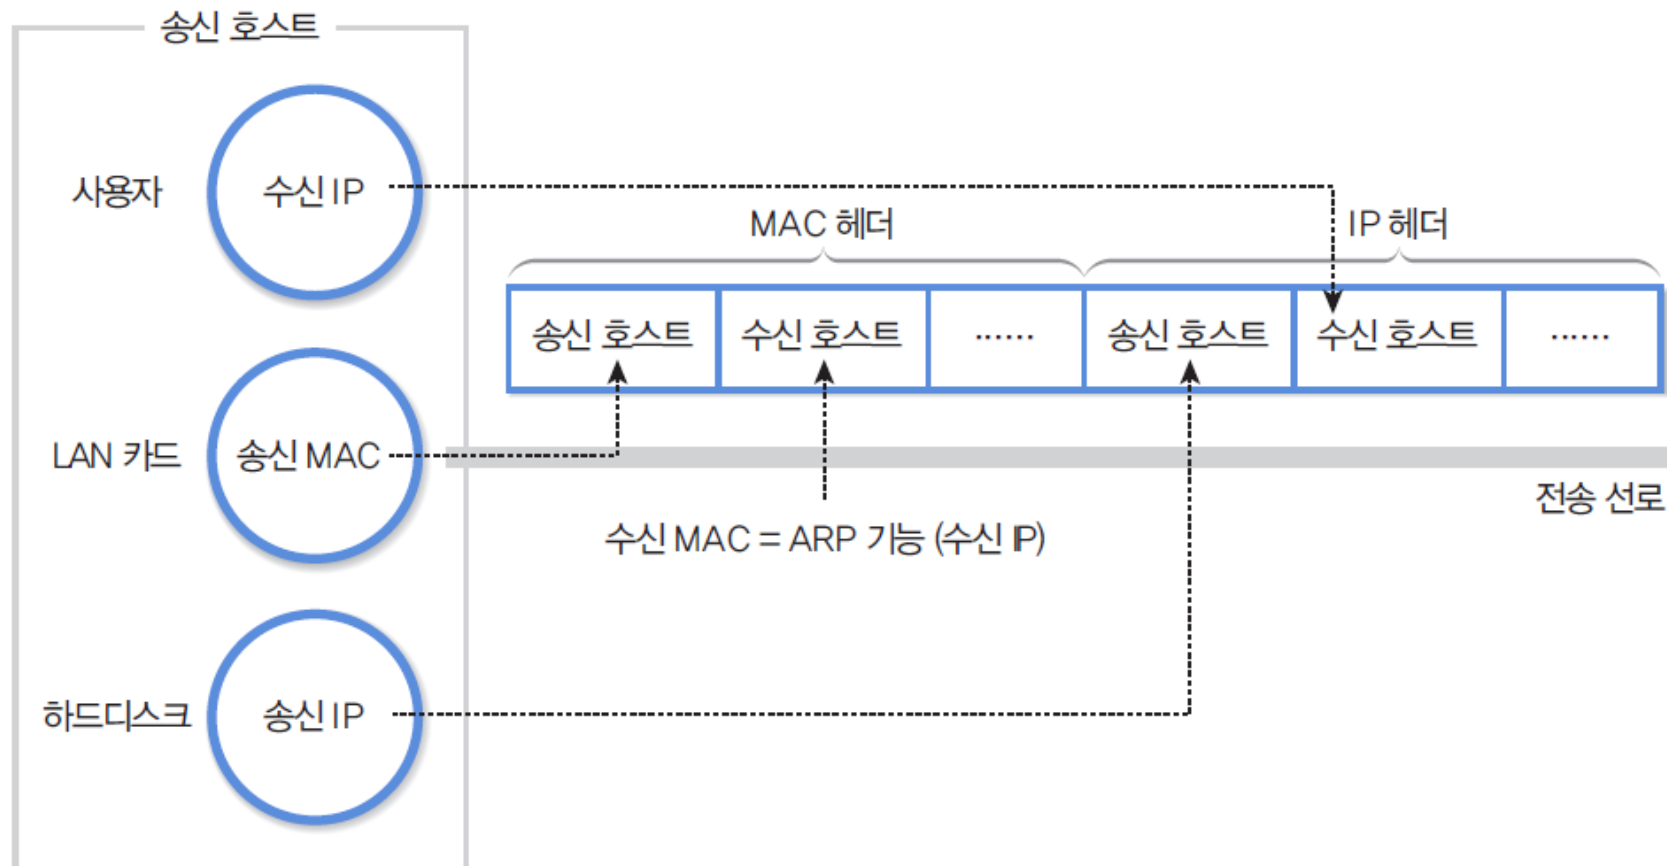 송신 호스트
사용자
수신 IP
MAC 헤더
IP 헤더
송신 호스트
수신 호스트
······
송신 호스트
수신 호스트
······
LAN 카드
송신 MAC
전송 선로
수신 MAC = ARP 기능 (수신 IP)
하드디스크
송신 IP